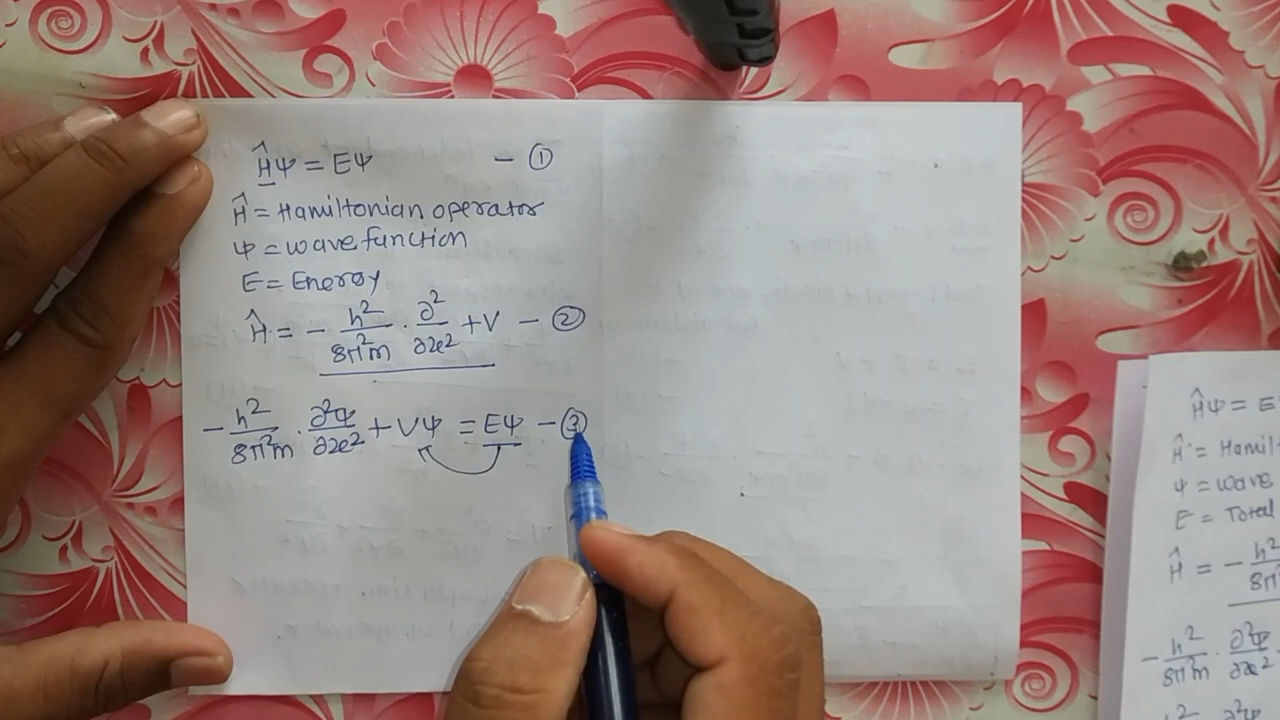 Ĥψ = Eψ - ①
Ĥ = Hamiltonian operator
ψ = wave function
E = Energy
Ĥ = - h²/8π²m · ∂²/∂x² + V - ②
- h²/8π²m · ∂²ψ/∂x² + Vψ = Eψ - ③
Ĥψ = E
Ĥ = Hamil
ψ = wave
E = Total
Ĥ = - h²/8π
- h²/8π²m · ∂²ψ/∂x²